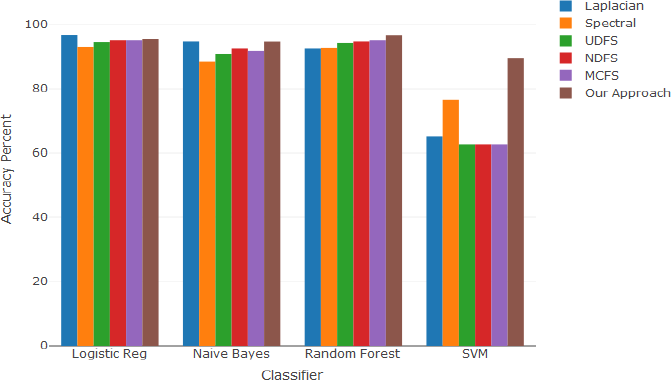 Laplacian
Spectral
UDFS
NDFS
MCFS
Our Approach
Accuracy Percent
100
80
60
40
20
0
Logistic Reg Naive Bayes Random Forest SVM
Classifier